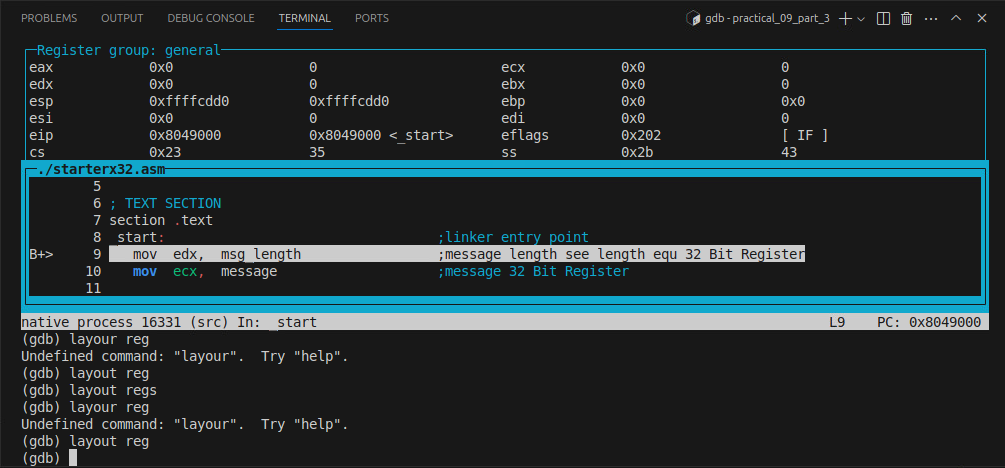 PROBLEMS OUTPUT DEBUG CONSOLE TERMINAL PORTS gdb - practical_09_part_3
Register group: general
eax 0x0 0 ecx 0x0 0
edx 0x0 0 ebx 0x0 0
esp 0xffffcdd0 0xffffcdd0 ebp 0x0 0x0
esi 0x0 0 edi 0x0 0
eip 0x8049000 0x8049000 <_start> eflags 0x202 [ IF ]
cs 0x23 35 ss 0x2b 43
./starterx32.asm
5
6 ; TEXT SECTION
7 section .text
8 _start: ;linker entry point
B+> 9 mov edx, msg_length ;message length see length equ 32 Bit Register
10 mov ecx, message ;message 32 Bit Register
11
native process 16331 (src) In: _start L9 PC: 0x8049000
(gdb) layour reg
Undefined command: "layour". Try "help".
(gdb) layout reg
(gdb) layout regs
(gdb) layour reg
Undefined command: "layour". Try "help".
(gdb) layout reg
(gdb)